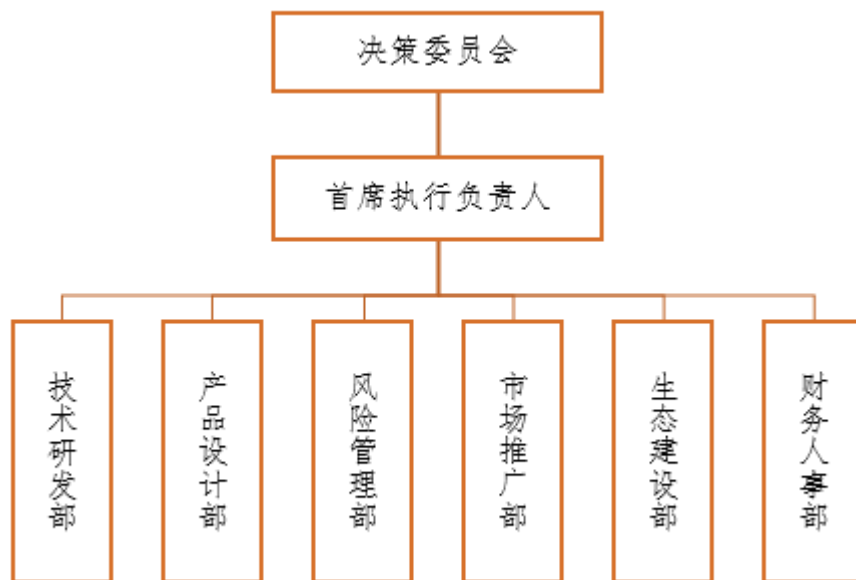 决策委员会
首席执行负责人
技术研发部
产品设计部
风险管理部
市场推广部
生态建设部
财务人事部